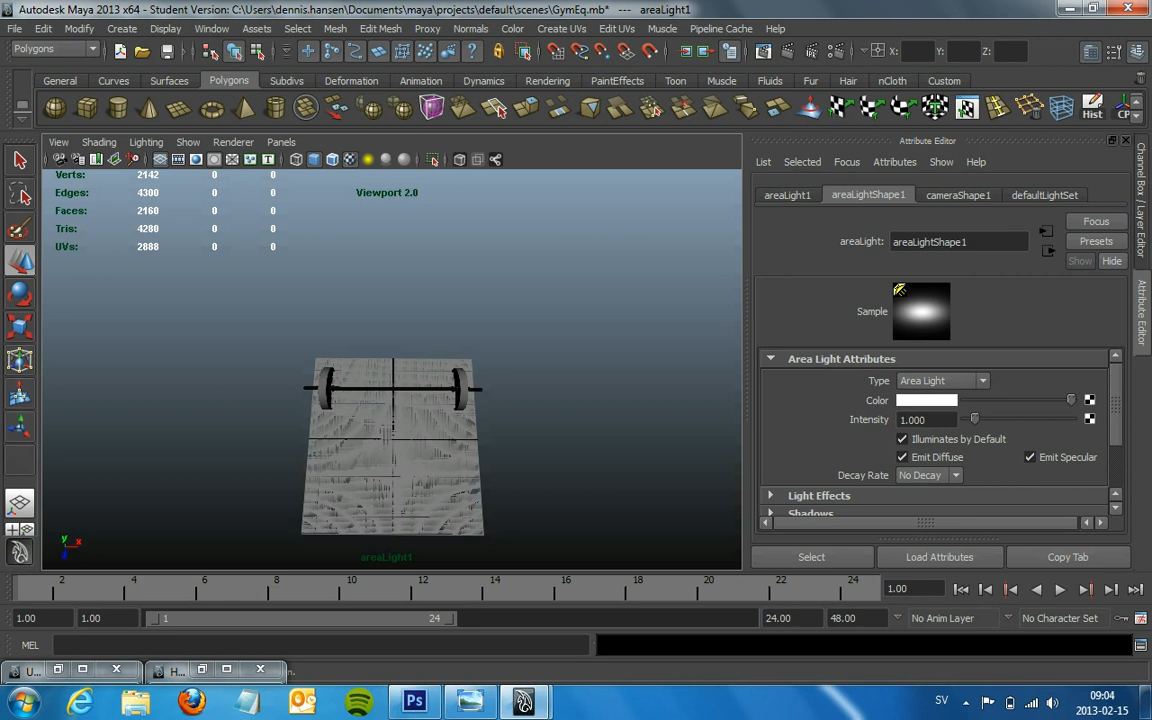 Autodesk Maya 2013 x64 - Student Version: C:\Users\dennis.hansen\Documents\maya\projects\default\scenes\GymEq.mb* --- areaLight1
File Edit Modify Create Display Window Assets Select Mesh Edit Mesh Proxy Normals Color Create UVs Edit UVs Muscle Pipeline Cache Help
Polygons X: Y: Z:
General Curves Surfaces Polygons Subdivs Deformation Animation Dynamics Rendering PaintEffects Toon Muscle Fluids Fur Hair nCloth Custom
Hist CP
View Shading Lighting Show Renderer Panels
Verts: 2142 0 0
Edges: 4300 0 0
Faces: 2160 0 0
Tris: 4280 0 0
UVs: 2888 0 0
Viewport 2.0
y x z
areaLight1
Attribute Editor
List Selected Focus Attributes Show Help
areaLight1 areaLightShape1 cameraShape1 defaultLightSet
areaLight: areaLightShape1
Focus
Presets
Show Hide
Sample
Area Light Attributes
Type Area Light
Color
Intensity 1.000
Illuminates by Default
Emit Diffuse Emit Specular
Decay Rate No Decay
Light Effects
Shadows
Select Load Attributes Copy Tab
Channel Box / Layer Editor
Attribute Editor
2 4 6 8 10 12 14 16 18 20 22 24
1.00
1.00 1.00 1 24 24.00 48.00 No Anim Layer No Character Set
MEL
U... H...
Ps
SV
09:04
2013-02-15